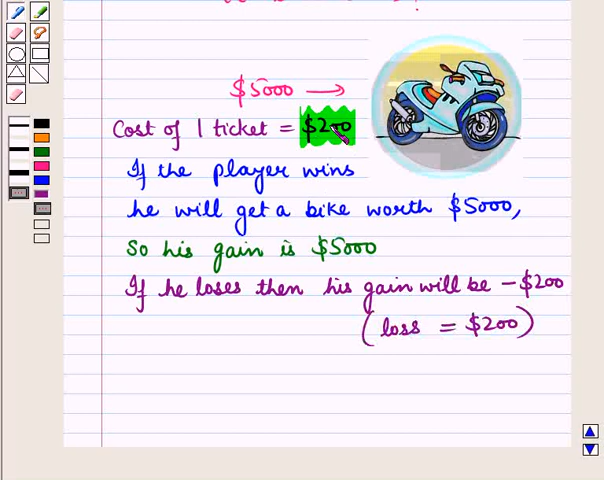 $5000 →
Cost of 1 ticket = $200
If the player wins
he will get a bike worth $5000,
So his gain is $5000
If he loses then his gain will be -$200
(loss = $200)